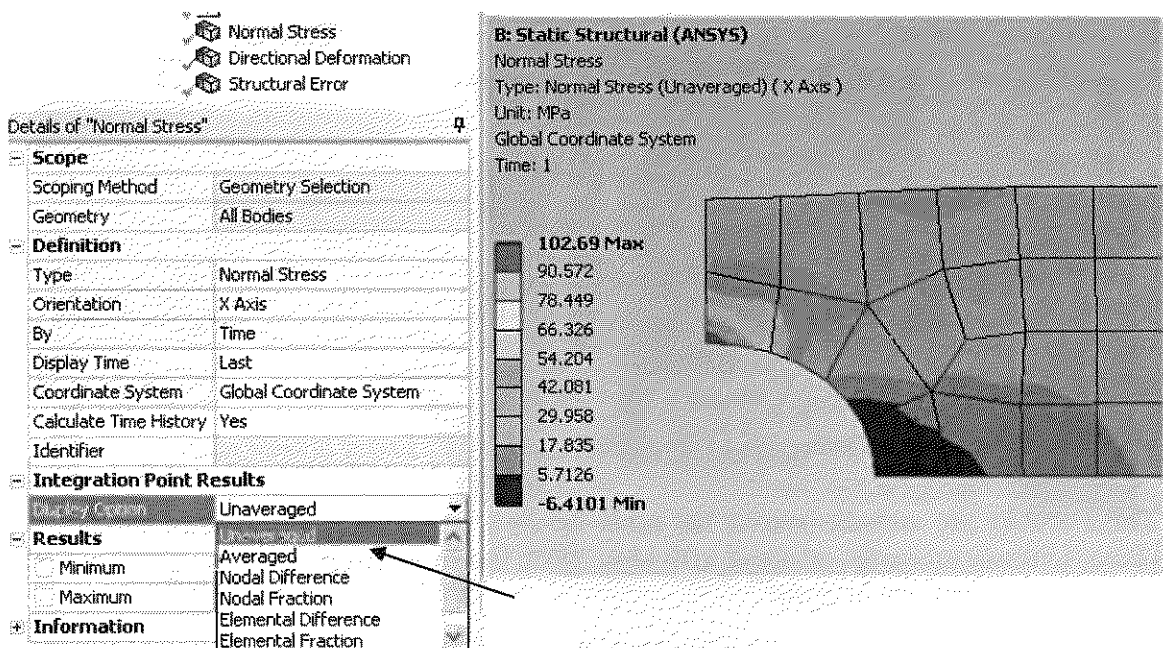 Normal Stress
Directional Deformation
Structural Error
Details of "Normal Stress"
Scope
Scoping Method Geometry Selection
Geometry All Bodies
Definition
Type Normal Stress
Orientation X Axis
By Time
Display Time Last
Coordinate System Global Coordinate System
Calculate Time History Yes
Identifier
Integration Point Results
Display Option Unaveraged
Unaveraged
Averaged
Nodal Difference
Nodal Fraction
Elemental Difference
Elemental Fraction
Results
Minimum
Maximum
Information
B: Static Structural (ANSYS)
Normal Stress
Type: Normal Stress (Unaveraged) ( X Axis )
Unit: MPa
Global Coordinate System
Time: 1
102.69 Max
90.572
78.449
66.326
54.204
42.081
29.958
17.835
5.7126
-6.4101 Min